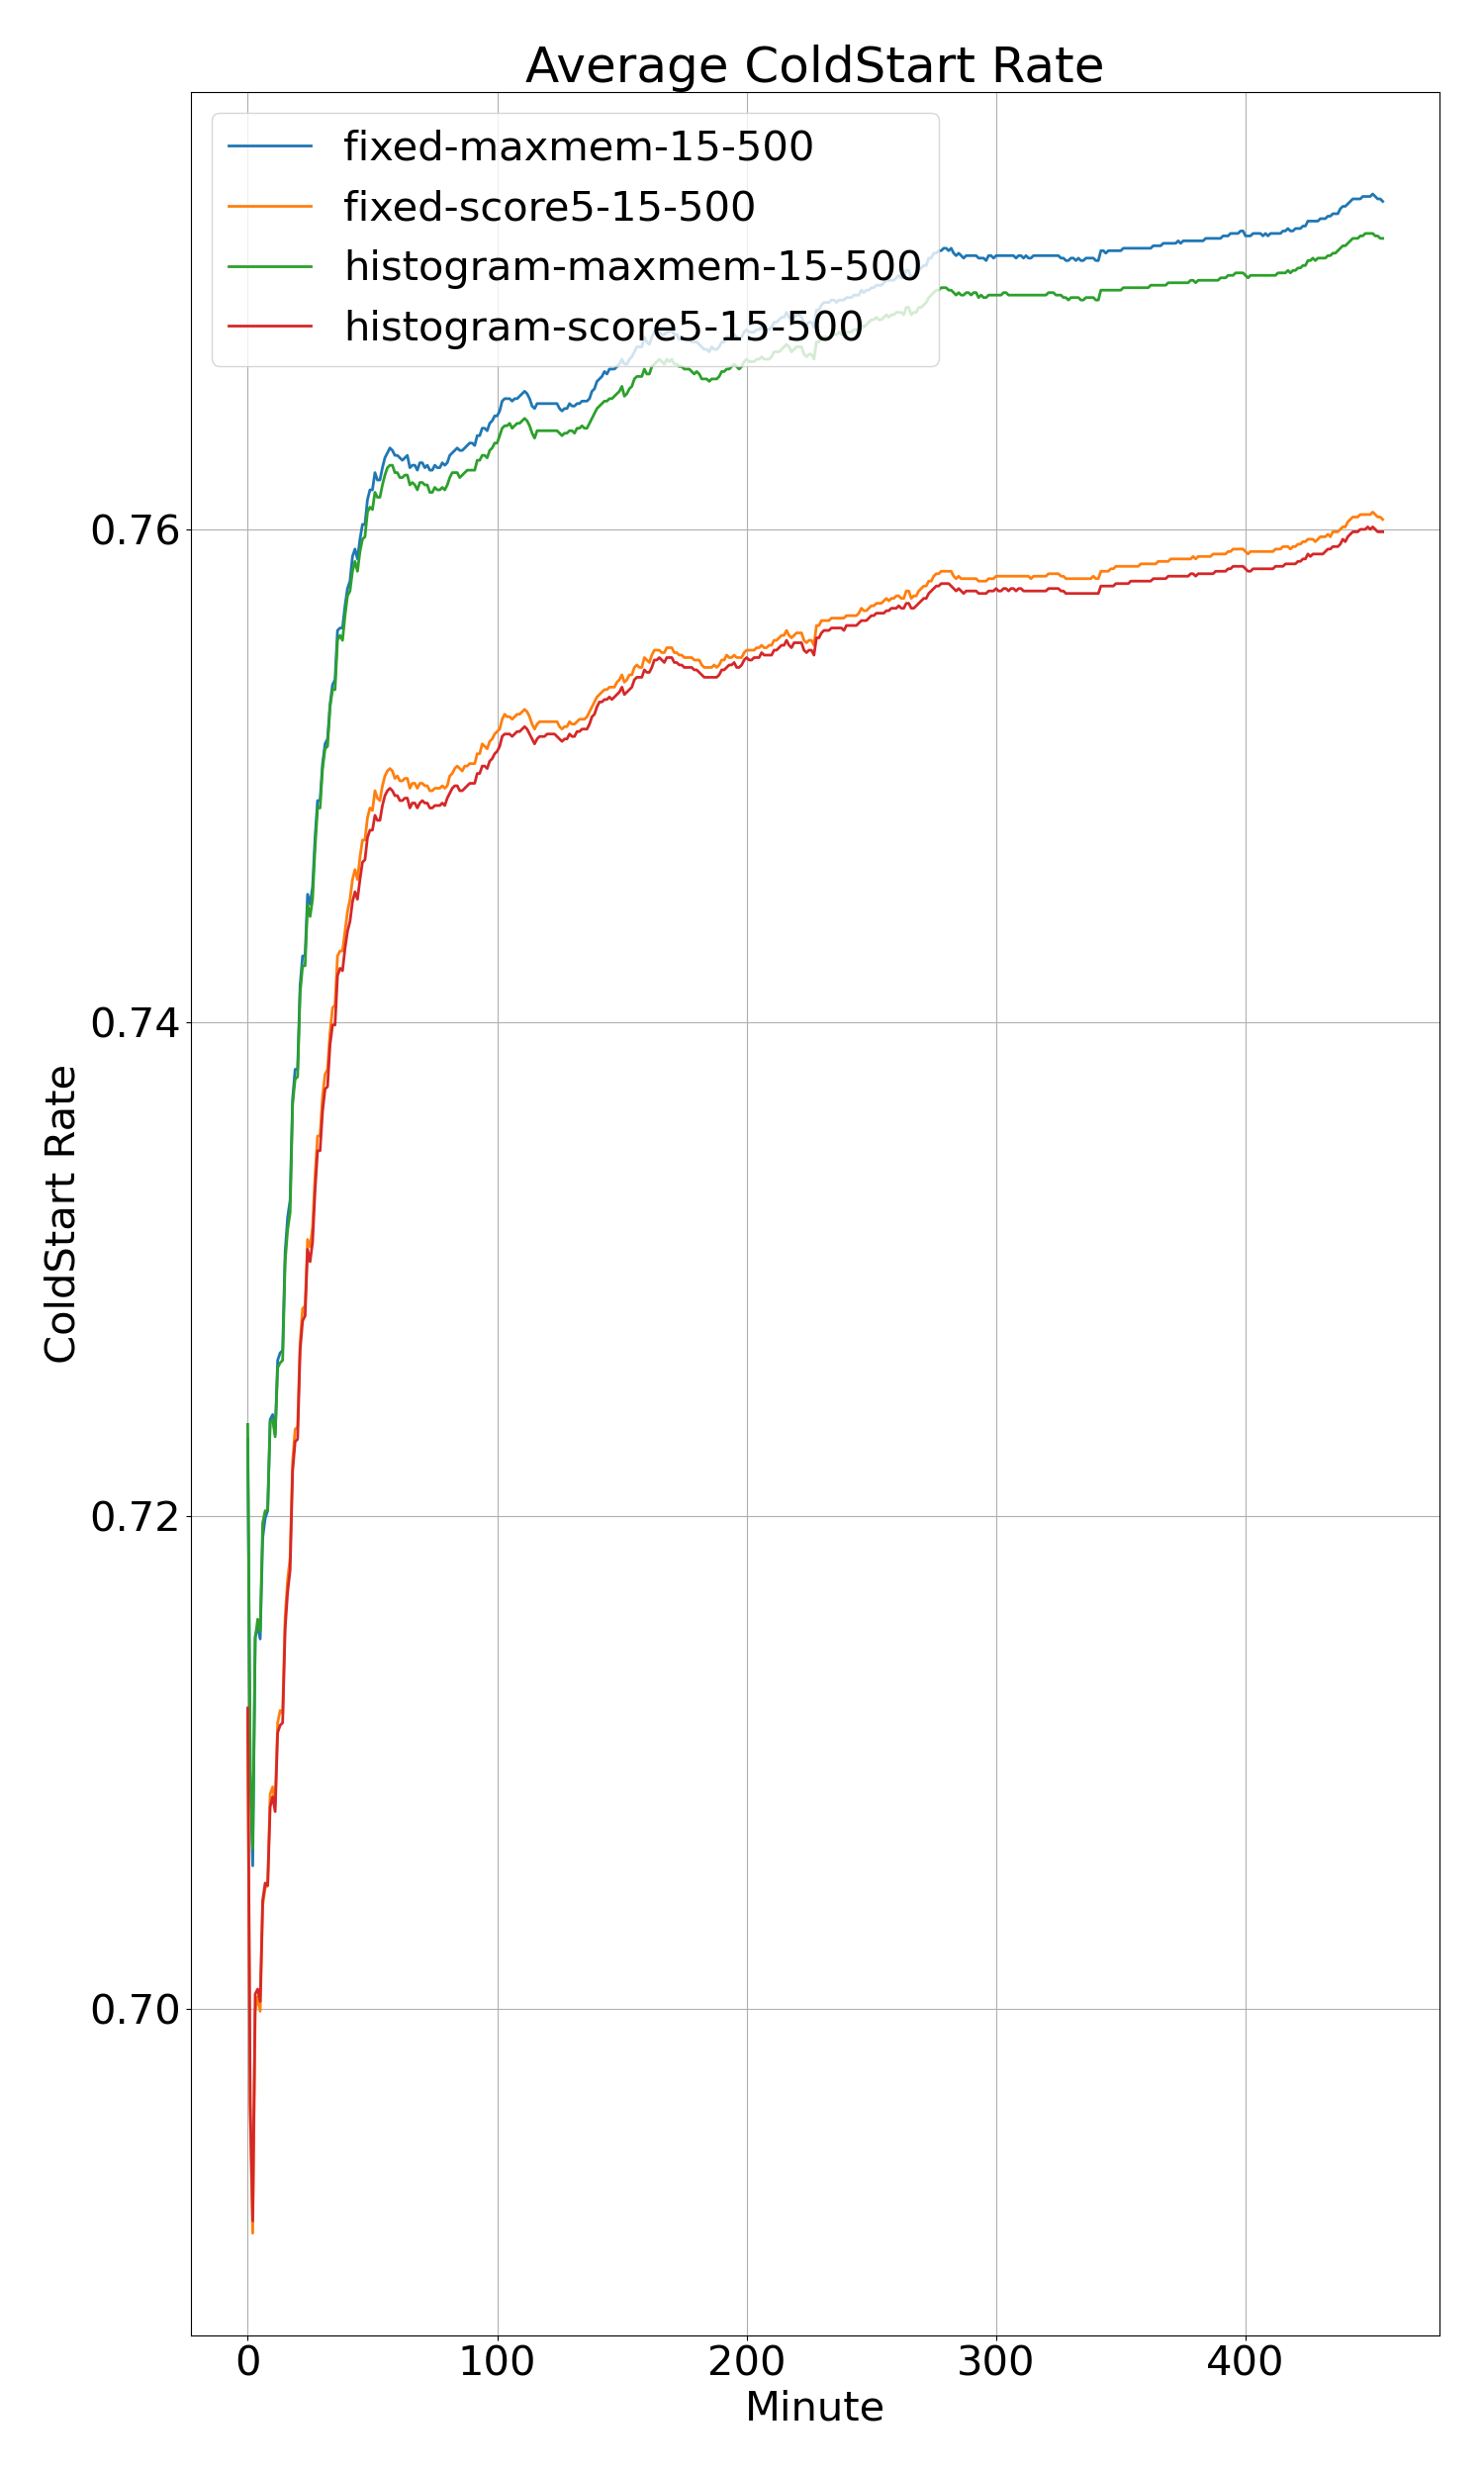 Average ColdStart Rate
fixed-maxmem-15-500
fixed-score5-15-500
histogram-maxmem-15-500
histogram-score5-15-500
0.76
0.74
0.72
0.70
ColdStart Rate
0 100 200 300 400
Minute